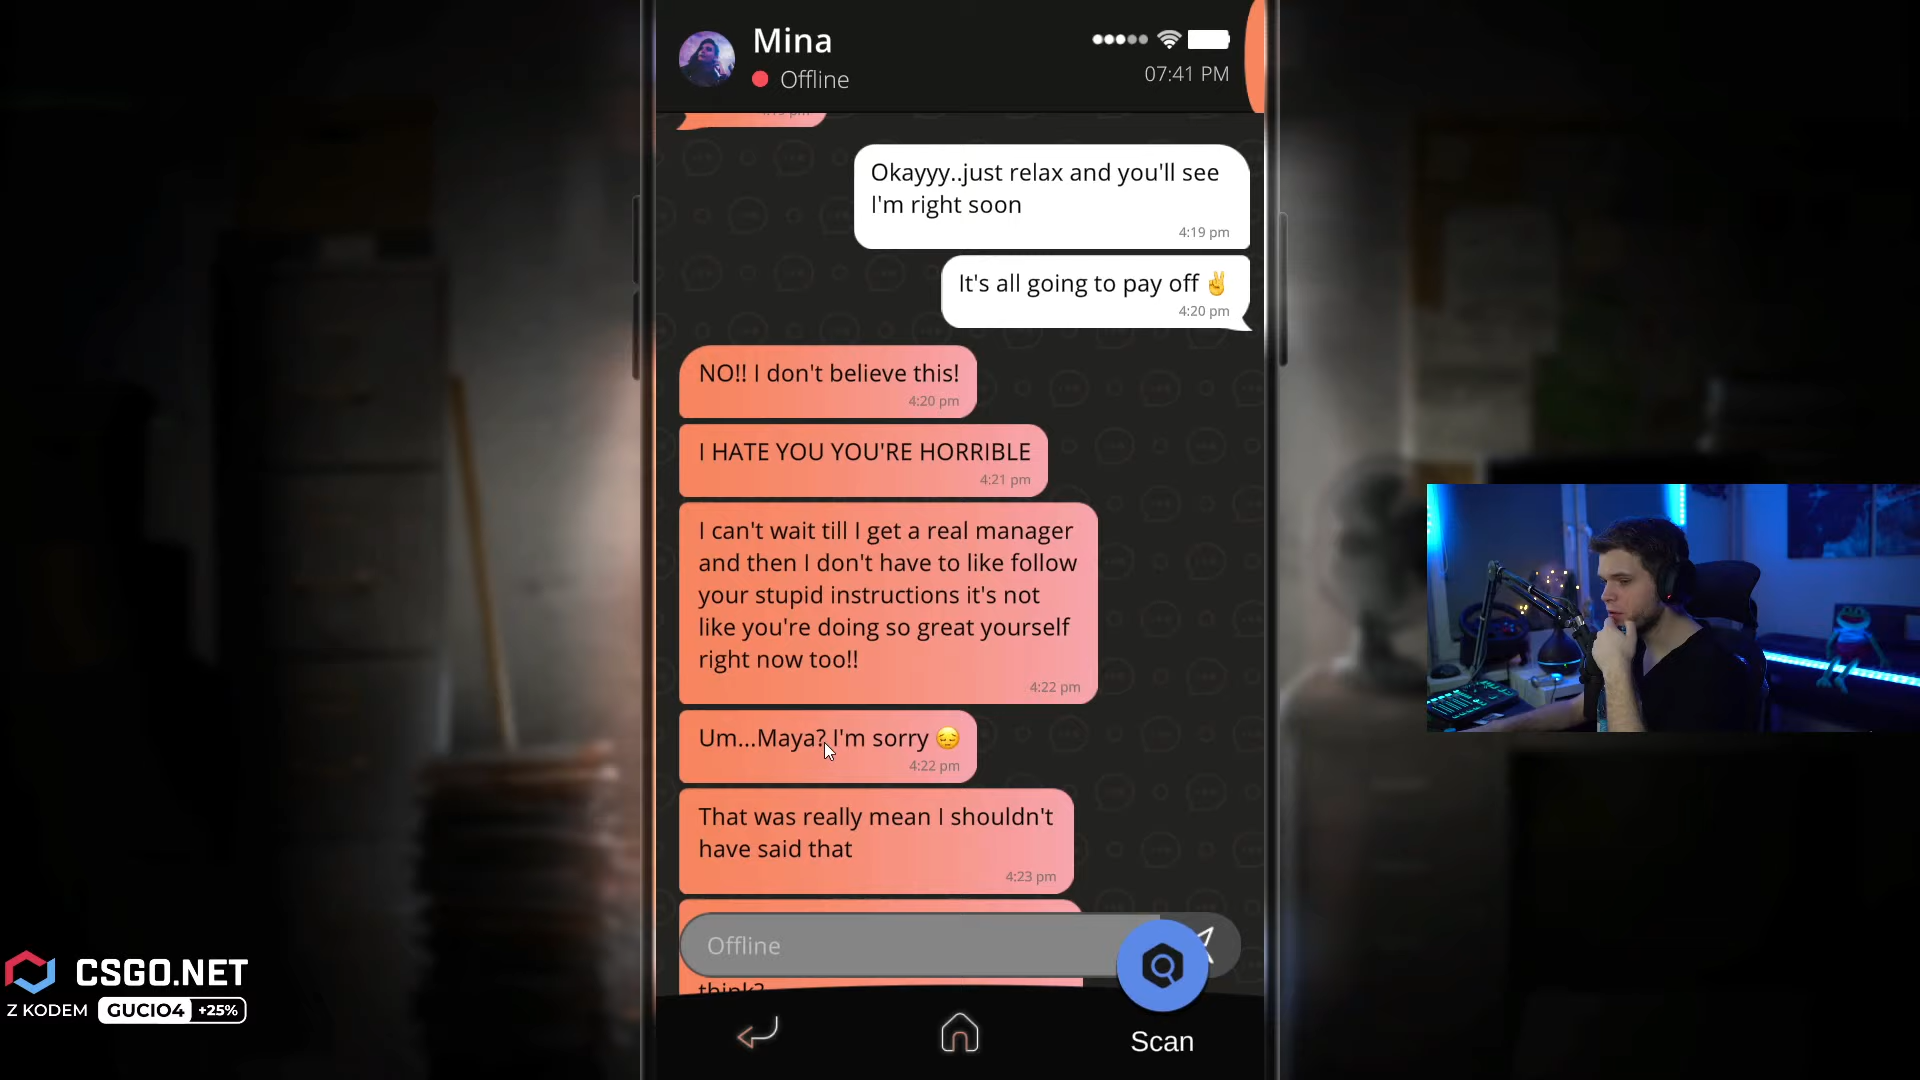 Mina
Offline
07:41 PM
4:19 pm
Okayyy..just relax and you'll see
I'm right soon
4:19 pm
It's all going to pay off ✌️
4:20 pm
NO!! I don't believe this!
4:20 pm
I HATE YOU YOU'RE HORRIBLE
4:21 pm
I can't wait till I get a real manager
and then I don't have to like follow
your stupid instructions it's not
like you're doing so great yourself
right now too!!
4:22 pm
Um...Maya? I'm sorry 😔
4:22 pm
That was really mean I shouldn't
have said that
4:23 pm
Offline
think?
Scan
CSGO.NET
Z KODEM GUCIO4 +25%